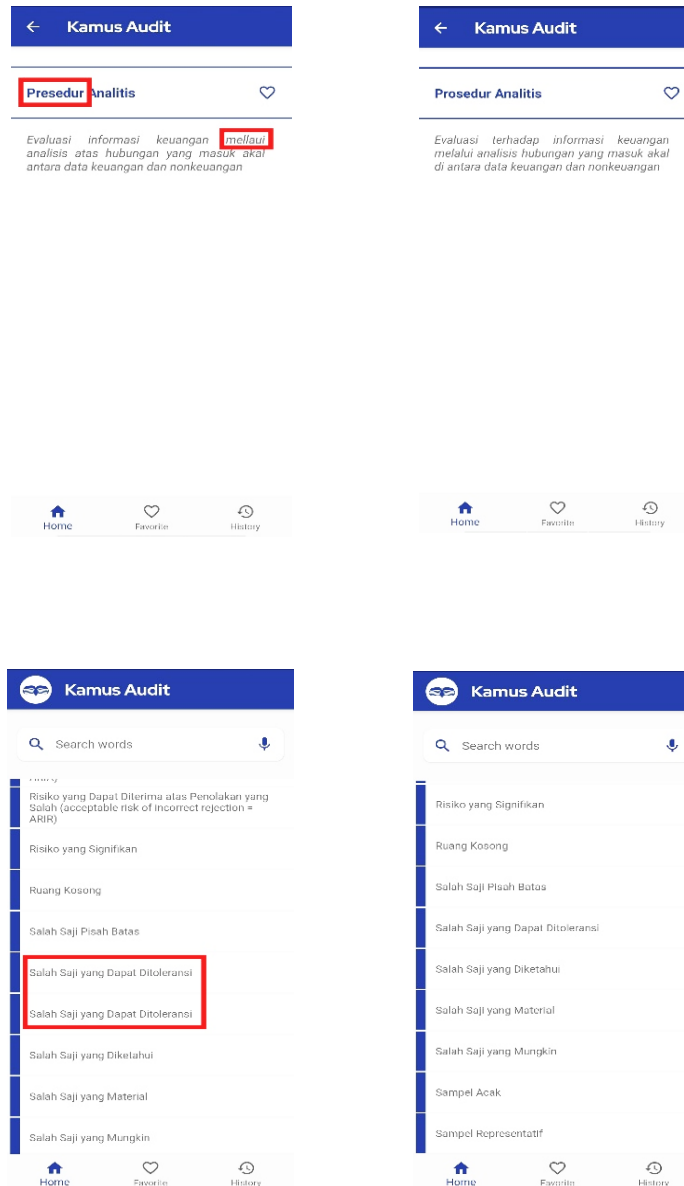 Kamus Audit
Presedur Analitis
Evaluasi informasi keuangan mellaui
analisis atas hubungan yang masuk akal
antara data keuangan dan nonkeuangan
Home Favorite History
Kamus Audit
Prosedur Analitis
Evaluasi terhadap informasi keuangan
melalui analisis hubungan yang masuk akal
di antara data keuangan dan nonkeuangan
Home Favorite History
Kamus Audit
Search words
Risiko yang Dapat Diterima atas Penolakan yang
Salah (acceptable risk of incorrect rejection =
ARIR)
Risiko yang Signifikan
Ruang Kosong
Salah Saji Pisah Batas
Salah Saji yang Dapat Ditoleransi
Salah Saji yang Dapat Ditoleransi
Salah Saji yang Diketahui
Salah Saji yang Material
Salah Saji yang Mungkin
Home Favorite History
Kamus Audit
Search words
Risiko yang Signifikan
Ruang Kosong
Salah Saji Pisah Batas
Salah Saji yang Dapat Ditoleransi
Salah Saji yang Diketahui
Salah Saji yang Material
Salah Saji yang Mungkin
Sampel Acak
Sampel Representatif
Home Favorite History